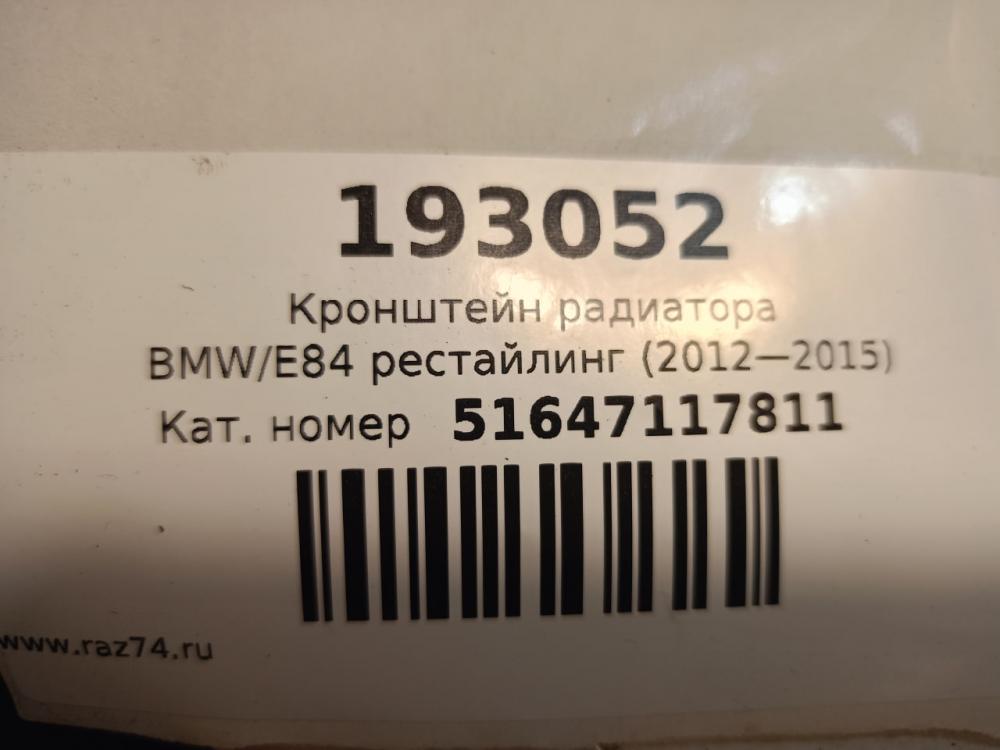 193052
Кронштейн радиатора
BMW/E84 рестайлинг (2012—2015)
Кат. номер 51647117811
www.raz74.ru